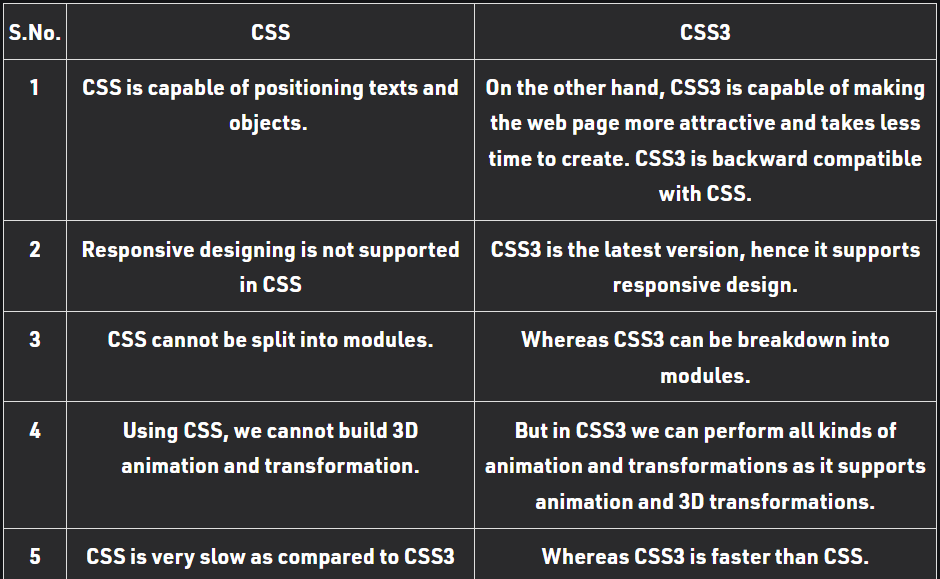 S.No. CSS CSS3
1 CSS is capable of positioning texts and On the other hand, CSS3 is capable of making
objects. the web page more attractive and takes less
time to create. CSS3 is backward compatible
with CSS.
2 Responsive designing is not supported CSS3 is the latest version, hence it supports
in CSS responsive design.
3 CSS cannot be split into modules. Whereas CSS3 can be breakdown into
modules.
4 Using CSS, we cannot build 3D But in CSS3 we can perform all kinds of
animation and transformation. animation and transformations as it supports
animation and 3D transformations.
5 CSS is very slow as compared to CSS3 Whereas CSS3 is faster than CSS.